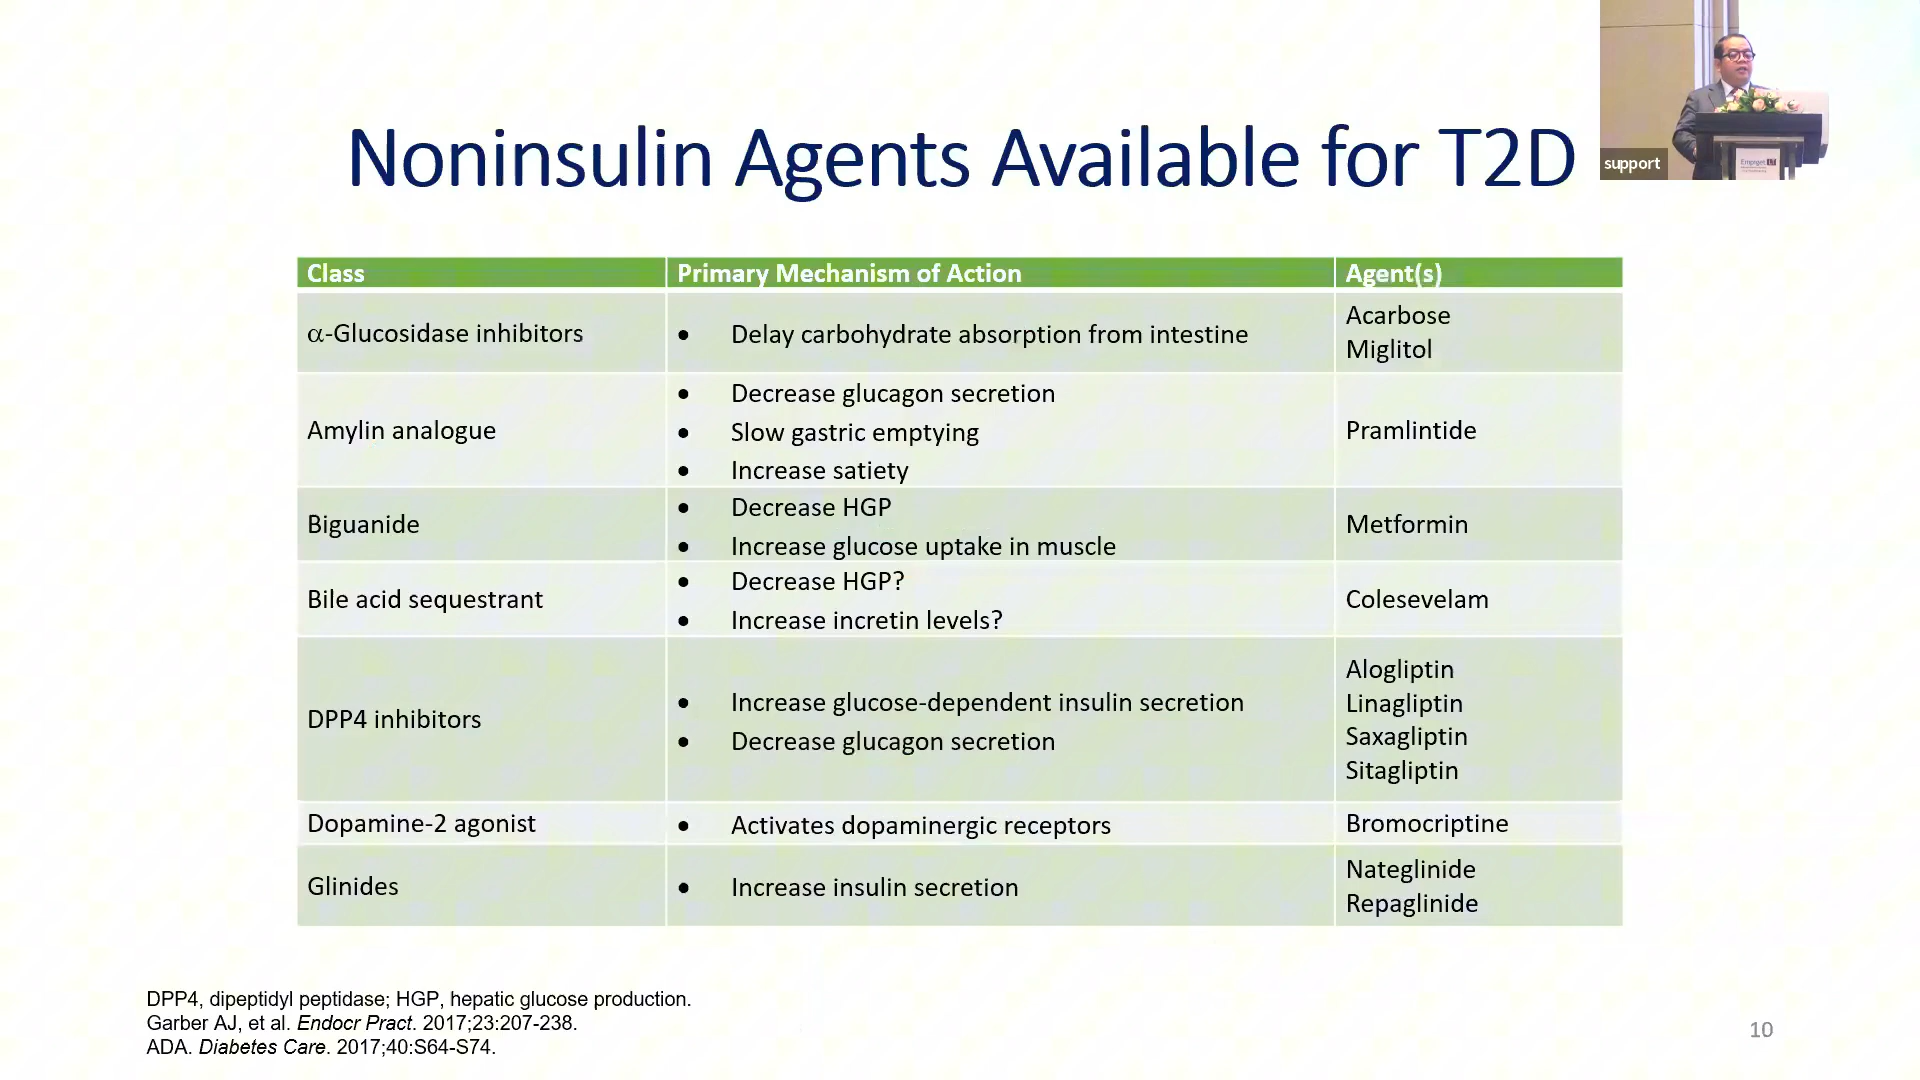 Noninsulin Agents Available for T2D
support
Class
Primary Mechanism of Action
Agent(s)
α-Glucosidase inhibitors
• Delay carbohydrate absorption from intestine
Acarbose
Miglitol
Amylin analogue
• Decrease glucagon secretion
• Slow gastric emptying
• Increase satiety
Pramlintide
Biguanide
• Decrease HGP
• Increase glucose uptake in muscle
Metformin
Bile acid sequestrant
• Decrease HGP?
• Increase incretin levels?
Colesevelam
DPP4 inhibitors
• Increase glucose-dependent insulin secretion
• Decrease glucagon secretion
Alogliptin
Linagliptin
Saxagliptin
Sitagliptin
Dopamine-2 agonist
• Activates dopaminergic receptors
Bromocriptine
Glinides
• Increase insulin secretion
Nateglinide
Repaglinide
DPP4, dipeptidyl peptidase; HGP, hepatic glucose production.
Garber AJ, et al. Endocr Pract. 2017;23:207-238.
ADA. Diabetes Care. 2017;40:S64-S74.
10